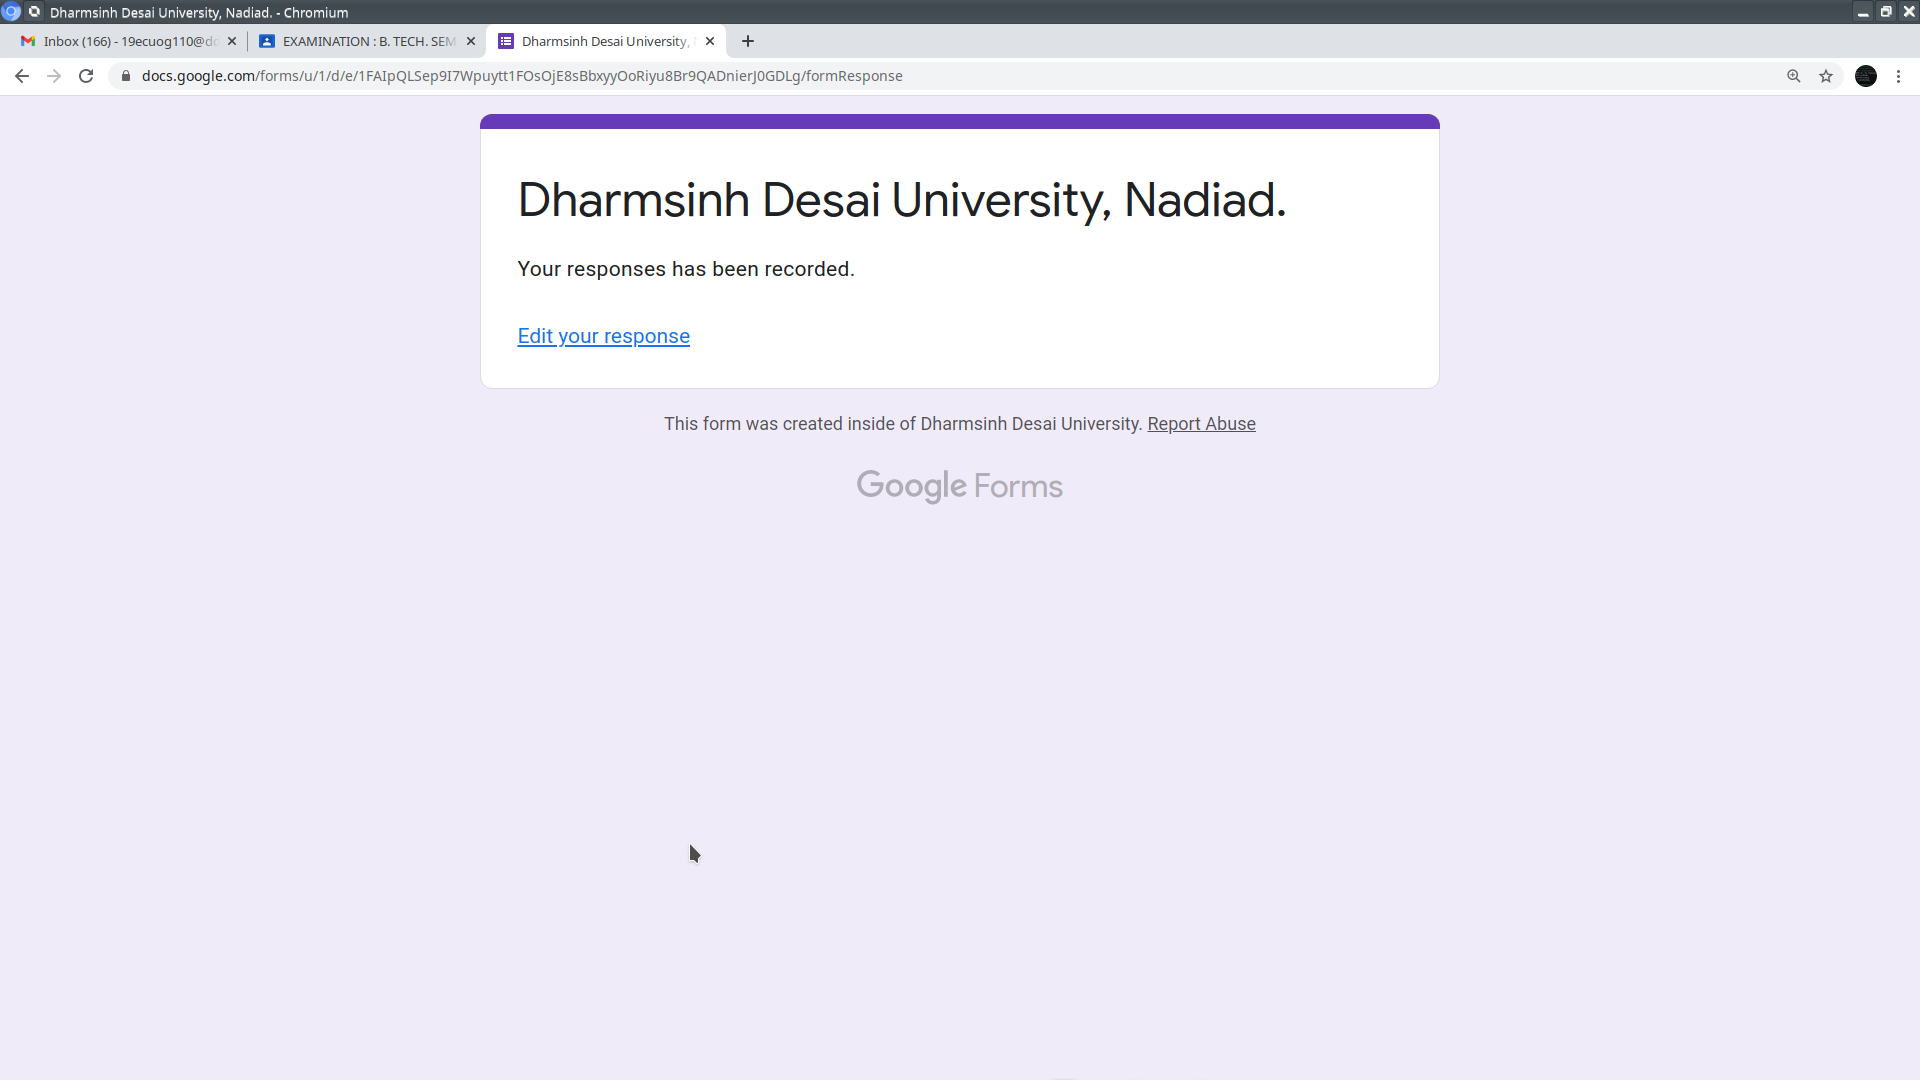 Dharmsinh Desai University, Nadiad. - Chromium
Inbox (166) - 19ecuog110@
EXAMINATION : B. TECH. SEM
Dharmsinh Desai University,
docs.google.com/forms/u/1/d/e/1FAIpQLSep9I7Wpuytt1FOsOjE8sBbxyyOoRiyu8Br9QADnierJ0GDLg/formResponse
Dharmsinh Desai University, Nadiad.
Your responses has been recorded.
Edit your response
This form was created inside of Dharmsinh Desai University. Report Abuse
Google Forms